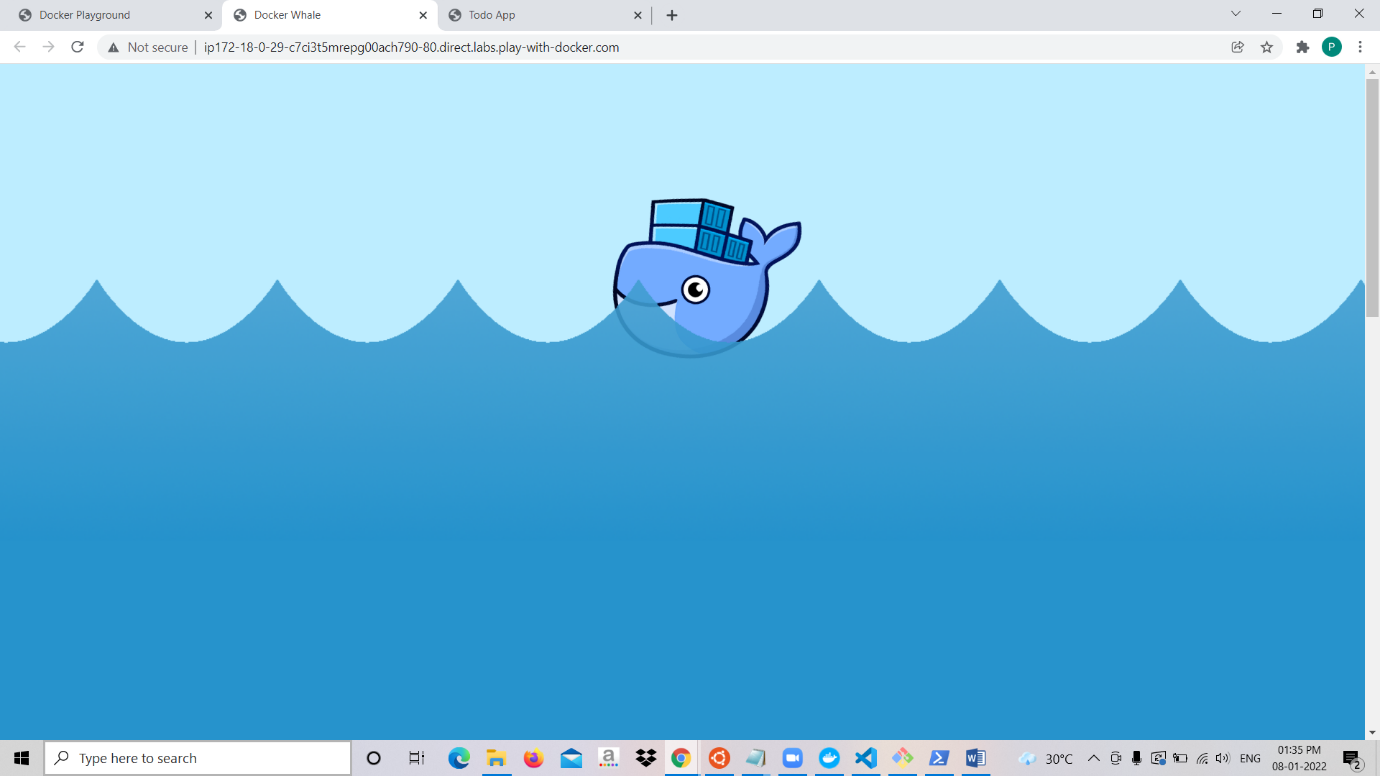 Docker Playground
Docker Whale
Todo App
Not secure
ip172-18-0-29-c7ci3t5mrepg00ach790-80.direct.labs.play-with-docker.com
P
Type here to search
a
30°C
ENG
01:35 PM
08-01-2022
2